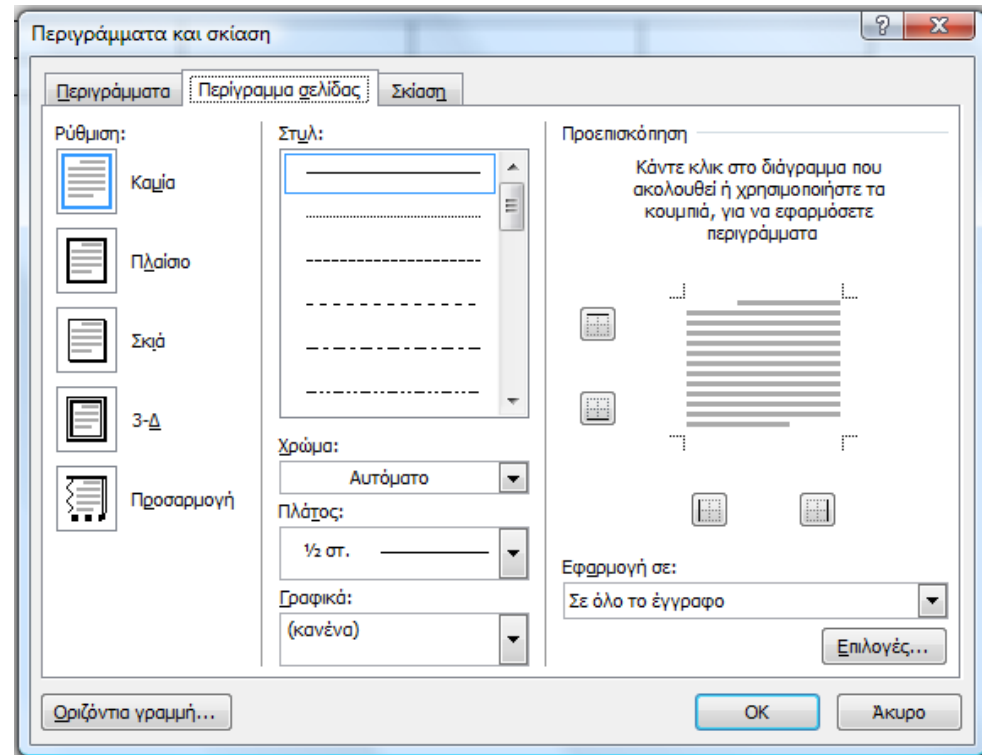 Περιγράμματα και σκίαση
Περιγράμματα
Περίγραμμα σελίδας
Σκίαση
Ρύθμιση:
Καμία
Πλαίσιο
Σκιά
3-Δ
Προσαρμογή
Στυλ:
Χρώμα:
Αυτόματο
Πλάτος:
½ στ.
Γραφικά:
(κανένα)
Προεπισκόπηση
Κάντε κλικ στο διάγραμμα που
ακολουθεί ή χρησιμοποιήστε τα
κουμπιά, για να εφαρμόσετε
περιγράμματα
Εφαρμογή σε:
Σε όλο το έγγραφο
Επιλογές...
Οριζόντια γραμμή...
OK
Άκυρο